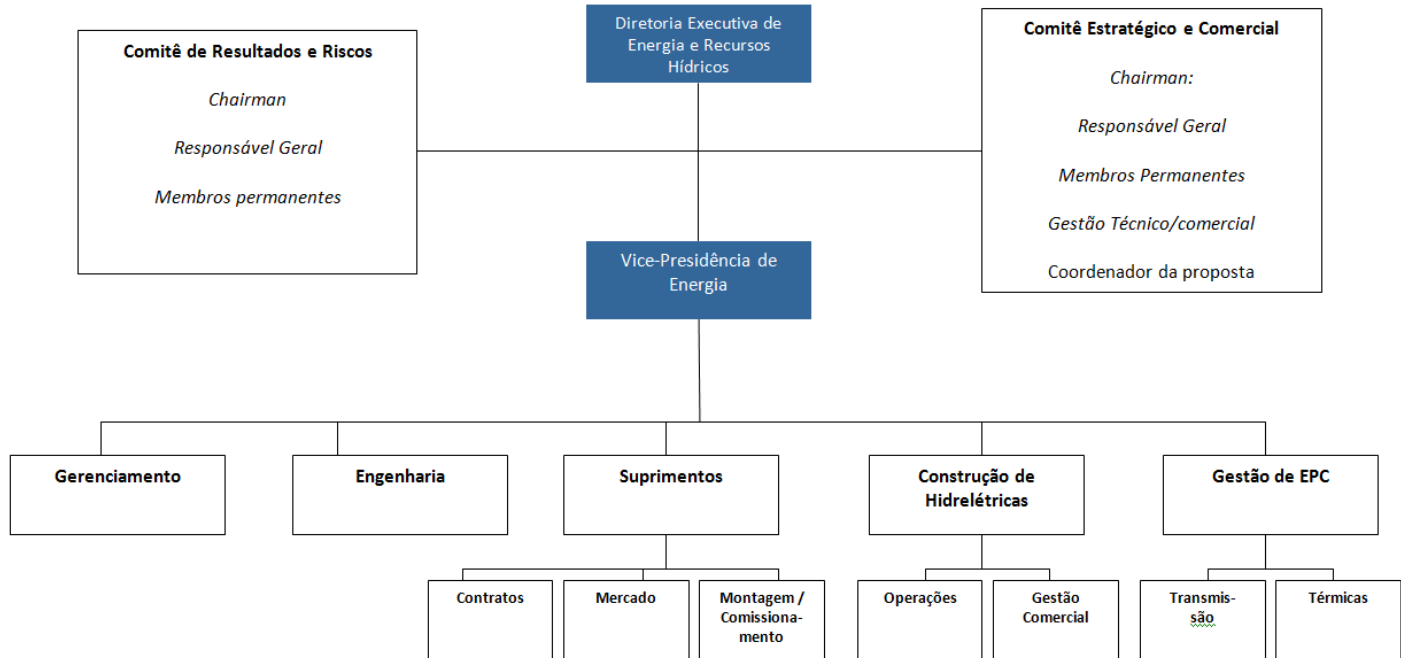 Diretoria Executiva de
Energia e Recursos
Hídricos
Comitê de Resultados e Riscos
Chairman
Responsável Geral
Membros permanentes
Comitê Estratégico e Comercial
Chairman:
Responsável Geral
Membros Permanentes
Gestão Técnico/comercial
Coordenador da proposta
Vice-Presidência de
Energia
Gerenciamento
Engenharia
Suprimentos
Construção de
Hidrelétricas
Gestão de EPC
Contratos
Mercado
Montagem /
Comissiona-
mento
Operações
Gestão
Comercial
Transmis-
são
Térmicas